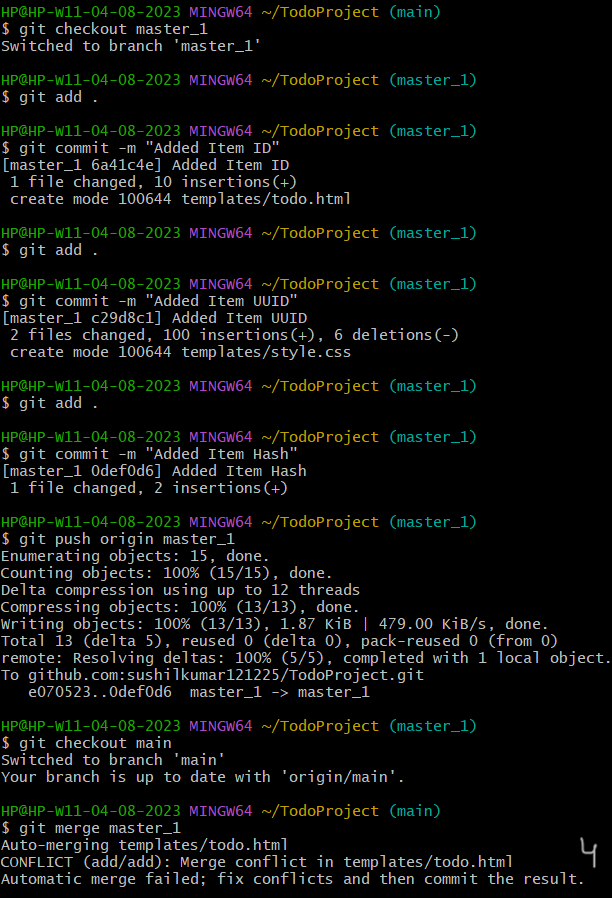 HP@HP-W11-04-08-2023 MINGW64 ~/TodoProject (main)
$ git checkout master_1
Switched to branch 'master_1'
HP@HP-W11-04-08-2023 MINGW64 ~/TodoProject (master_1)
$ git add .
HP@HP-W11-04-08-2023 MINGW64 ~/TodoProject (master_1)
$ git commit -m "Added Item ID"
[master_1 6a41c4e] Added Item ID
 1 file changed, 10 insertions(+)
 create mode 100644 templates/todo.html
HP@HP-W11-04-08-2023 MINGW64 ~/TodoProject (master_1)
$ git add .
HP@HP-W11-04-08-2023 MINGW64 ~/TodoProject (master_1)
$ git commit -m "Added Item UUID"
[master_1 c29d8c1] Added Item UUID
 2 files changed, 100 insertions(+), 6 deletions(-)
 create mode 100644 templates/style.css
HP@HP-W11-04-08-2023 MINGW64 ~/TodoProject (master_1)
$ git add .
HP@HP-W11-04-08-2023 MINGW64 ~/TodoProject (master_1)
$ git commit -m "Added Item Hash"
[master_1 0def0d6] Added Item Hash
 1 file changed, 2 insertions(+)
HP@HP-W11-04-08-2023 MINGW64 ~/TodoProject (master_1)
$ git push origin master_1
Enumerating objects: 15, done.
Counting objects: 100% (15/15), done.
Delta compression using up to 12 threads
Compressing objects: 100% (13/13), done.
Writing objects: 100% (13/13), 1.87 KiB | 479.00 KiB/s, done.
Total 13 (delta 5), reused 0 (delta 0), pack-reused 0 (from 0)
remote: Resolving deltas: 100% (5/5), completed with 1 local object.
To github.com:sushilkumar121225/TodoProject.git
   e070523..0def0d6  master_1 -> master_1
HP@HP-W11-04-08-2023 MINGW64 ~/TodoProject (master_1)
$ git checkout main
Switched to branch 'main'
Your branch is up to date with 'origin/main'.
HP@HP-W11-04-08-2023 MINGW64 ~/TodoProject (main)
$ git merge master_1
Auto-merging templates/todo.html
CONFLICT (add/add): Merge conflict in templates/todo.html
Automatic merge failed; fix conflicts and then commit the result.
4